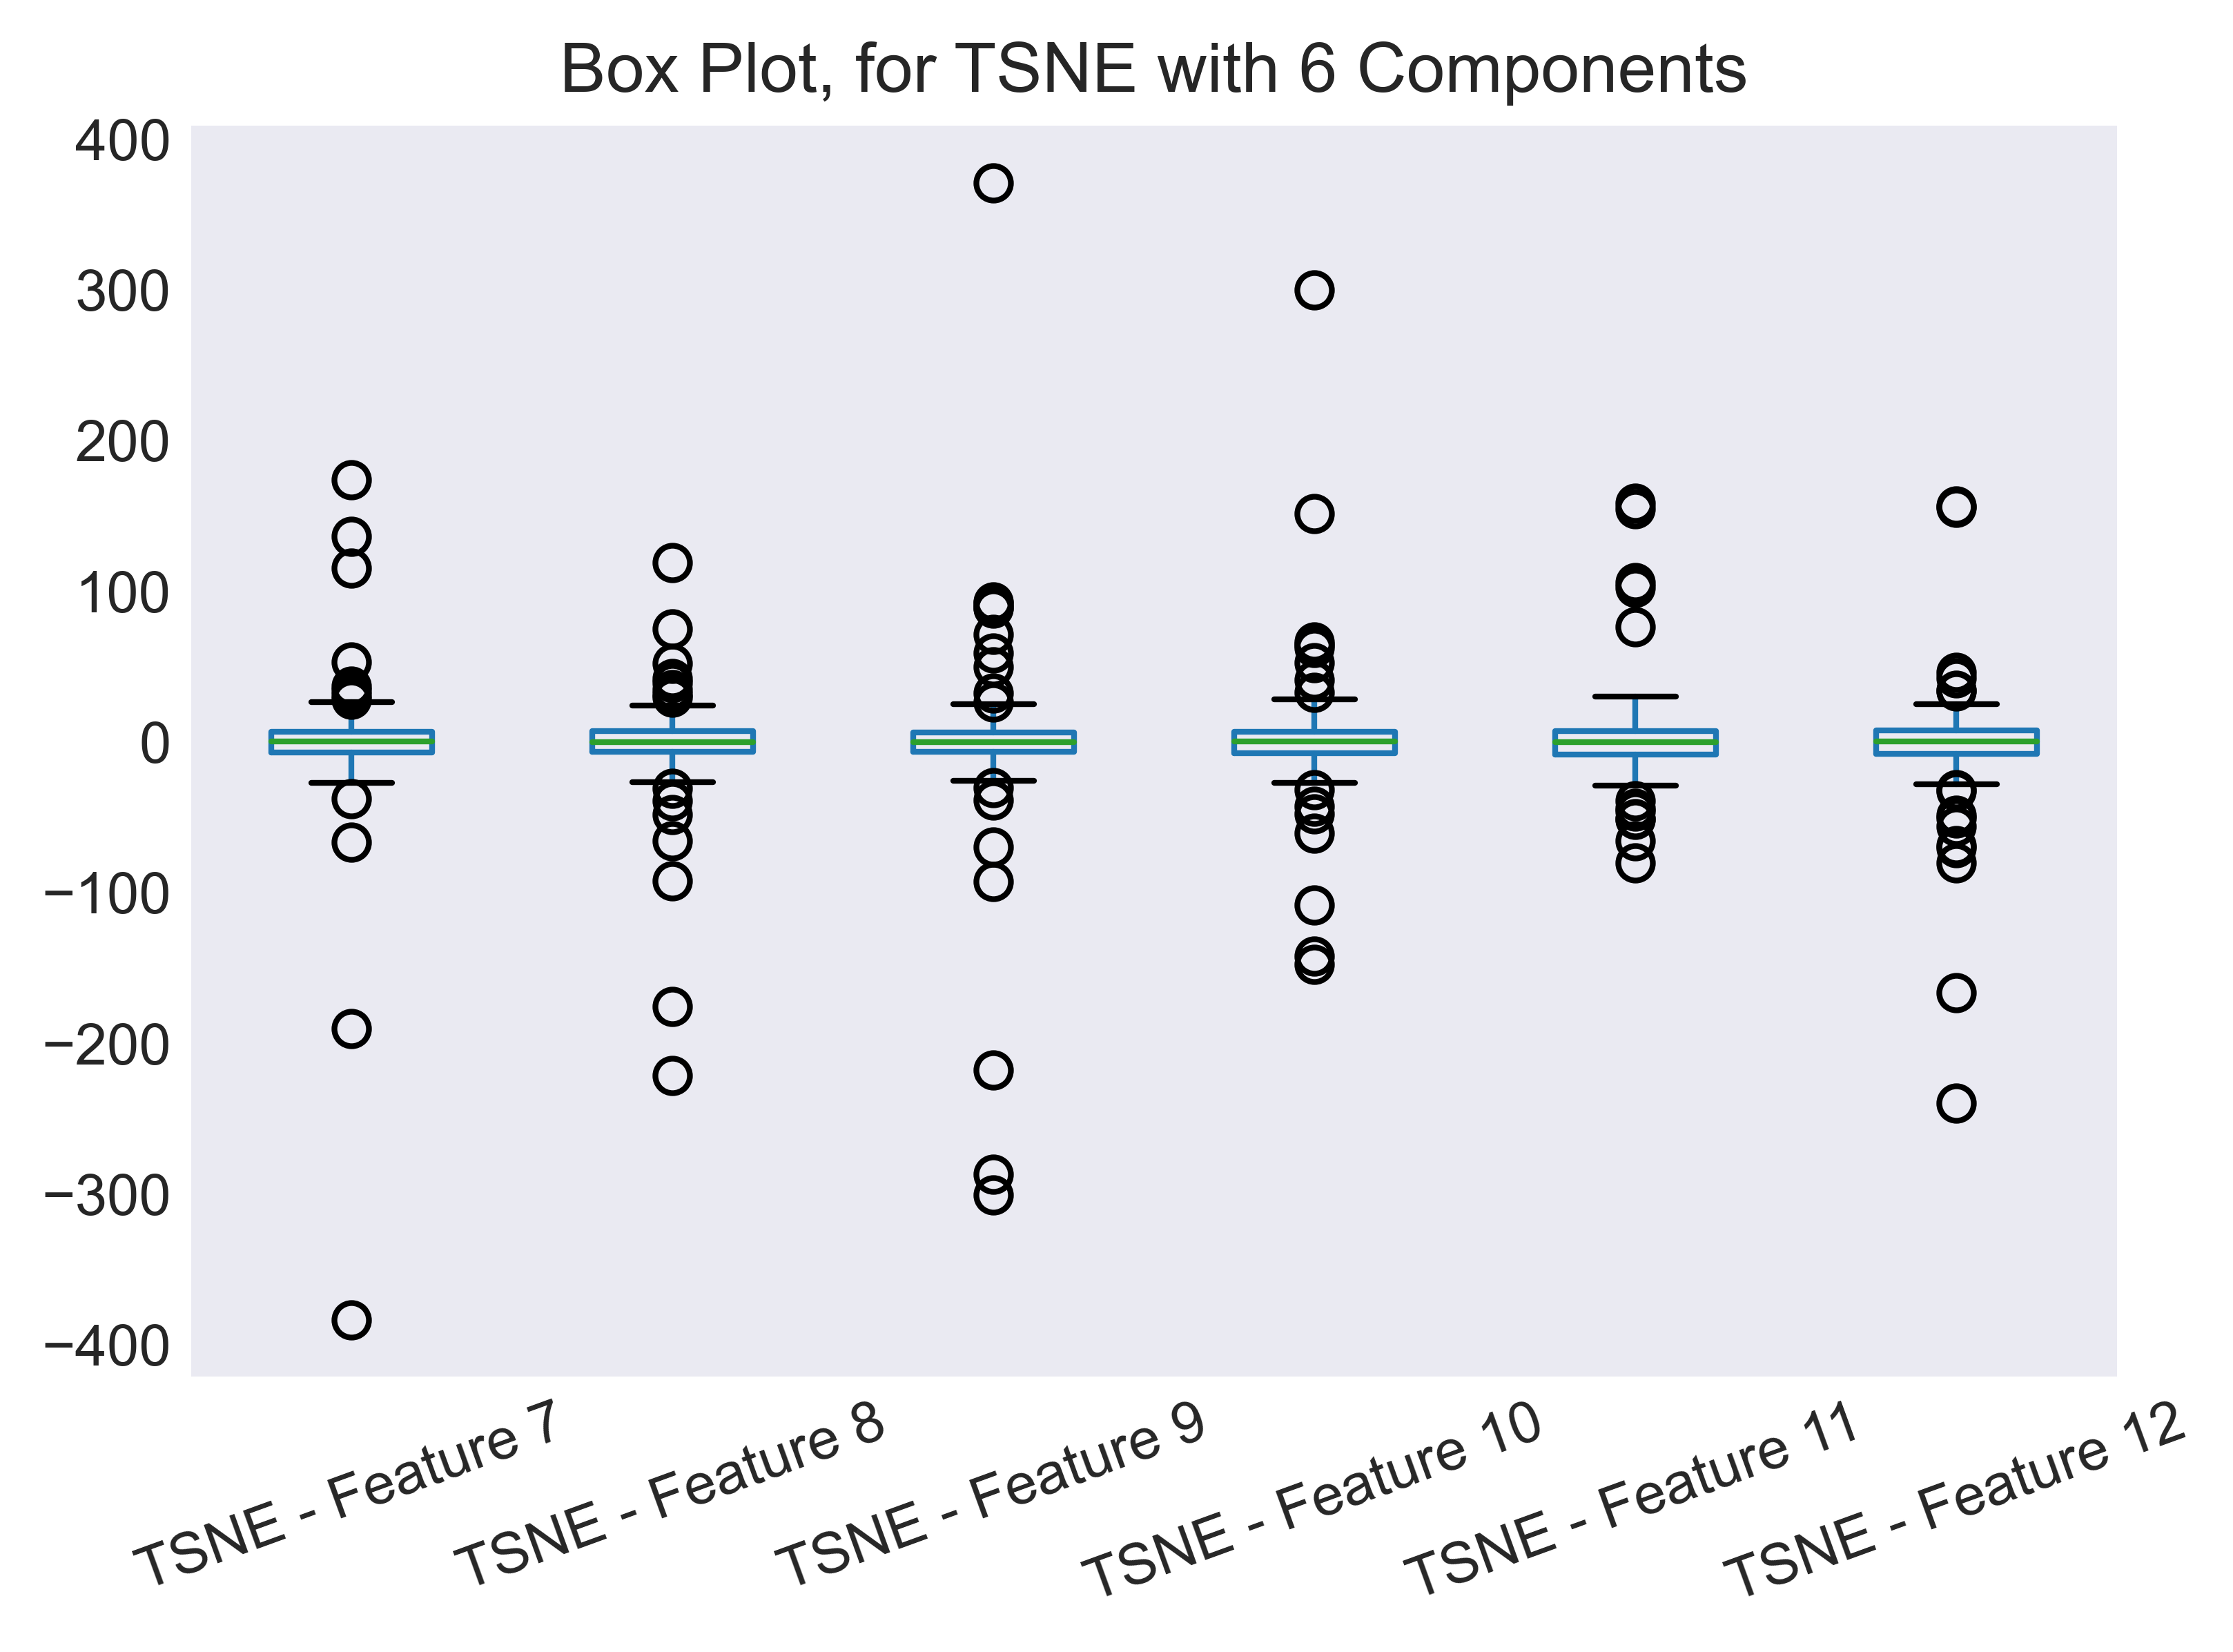 Box Plot, for TSNE with 6 Components
400
300
200
100
0
−100
−200
−300
−400
TSNE - Feature 7
TSNE - Feature 8
TSNE - Feature 9
TSNE - Feature 10
TSNE - Feature 11
TSNE - Feature 12